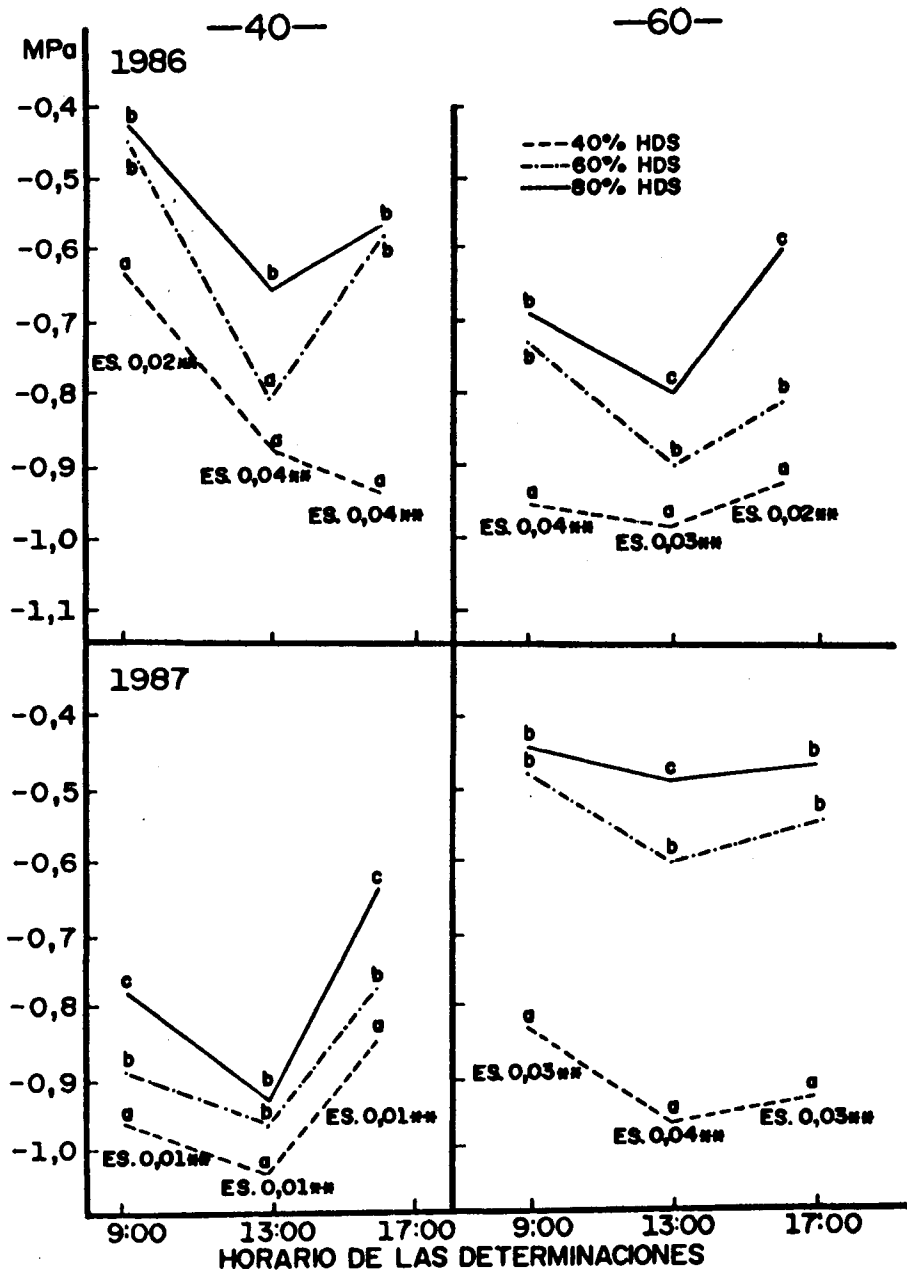 —40— —60—
MPa
1986
-0,4
-0,5
-0,6
-0,7
-0,8
-0,9
-1,0
-1,1
b
b
a
b
a
a
b
b
a
ES. 0,02**
ES. 0,04**
ES. 0,04**
40% HDS
60% HDS
80% HDS
b
b
a
c
b
a
c
b
a
ES. 0,04**
ES. 0,03**
ES. 0,02**
1987
-0,4
-0,5
-0,6
-0,7
-0,8
-0,9
-1,0
c
b
a
b
b
a
c
b
a
ES. 0,01**
ES. 0,01**
ES. 0,01**
b
b
a
c
b
a
b
b
a
ES. 0,03**
ES. 0,04**
ES. 0,03**
9:00 13:00 17:00 9:00 13:00 17:00
HORARIO DE LAS DETERMINACIONES